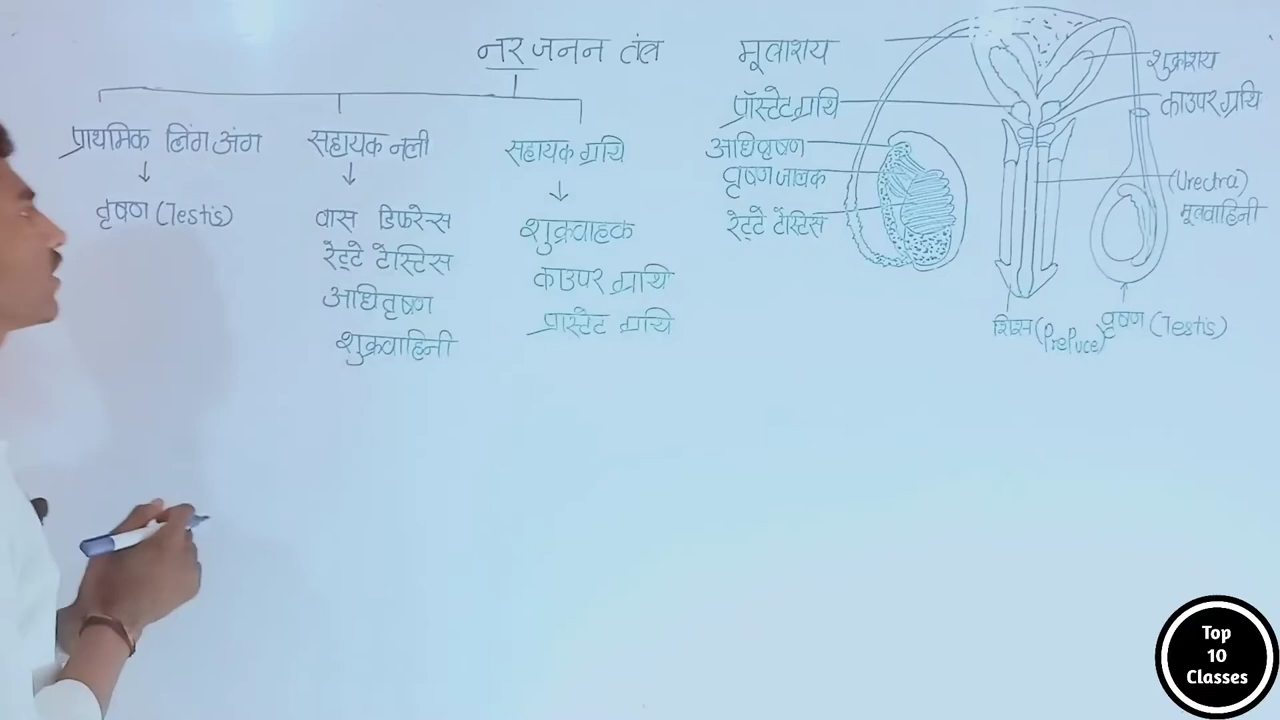 नर जनन तंत्र
प्राथमिक लिंग अंग
वृषण (Testis)
सहायक नली
वास डिफरेन्स
रेट्टे टेस्टिस
अधिवृषण
शुक्रवाहिनी
सहायक ग्रंथि
शुक्रवाहक
काउपर ग्रंथि
प्रास्टेट ग्रंथि
मूत्राशय
प्रॉस्टेट ग्रंथि
अधिवृषण
वृषण जालक
रेट्टे टेस्टिस
शुक्राशय
काउपर ग्रंथि
(Urectra)
मूत्रवाहिनी
शिस्न (PrePuce)
वृषण (Testis)
Top
10
Classes